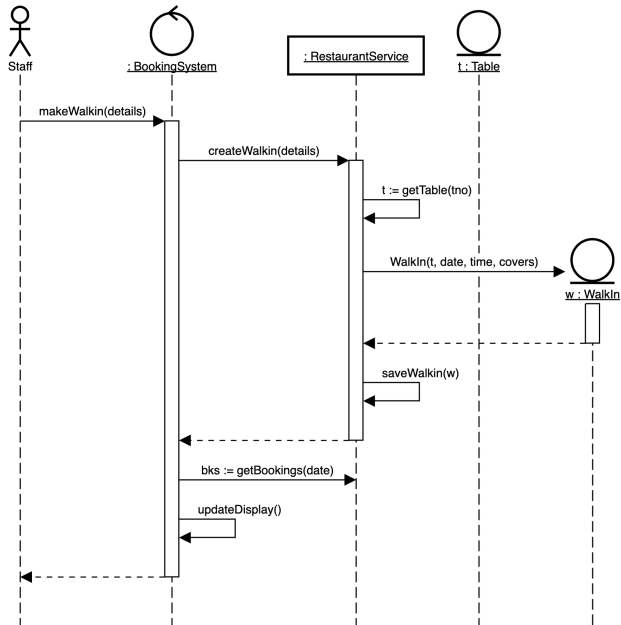 Staff
: BookingSystem
: RestaurantService
t : Table
makeWalkin(details)
createWalkin(details)
t := getTable(tno)
WalkIn(t, date, time, covers)
w : WalkIn
saveWalkin(w)
bks := getBookings(date)
updateDisplay()